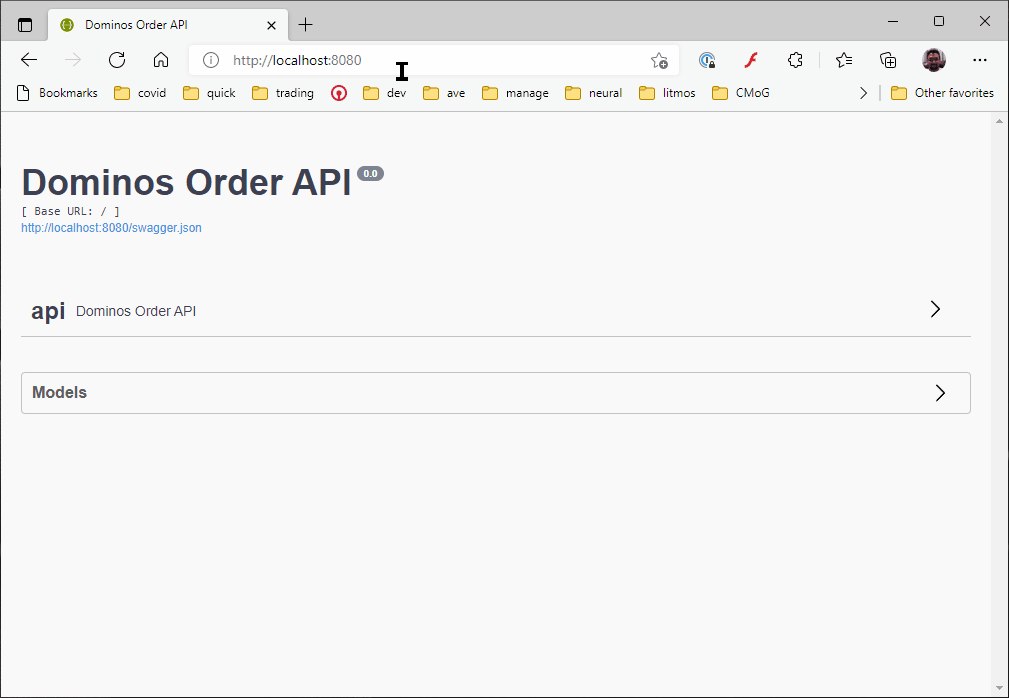 Dominos Order API
http://localhost:8080
Bookmarks covid quick trading dev ave manage neural litmos CMoG Other favorites
Dominos Order API 0.0
[ Base URL: / ]
http://localhost:8080/swagger.json
api Dominos Order API
Models